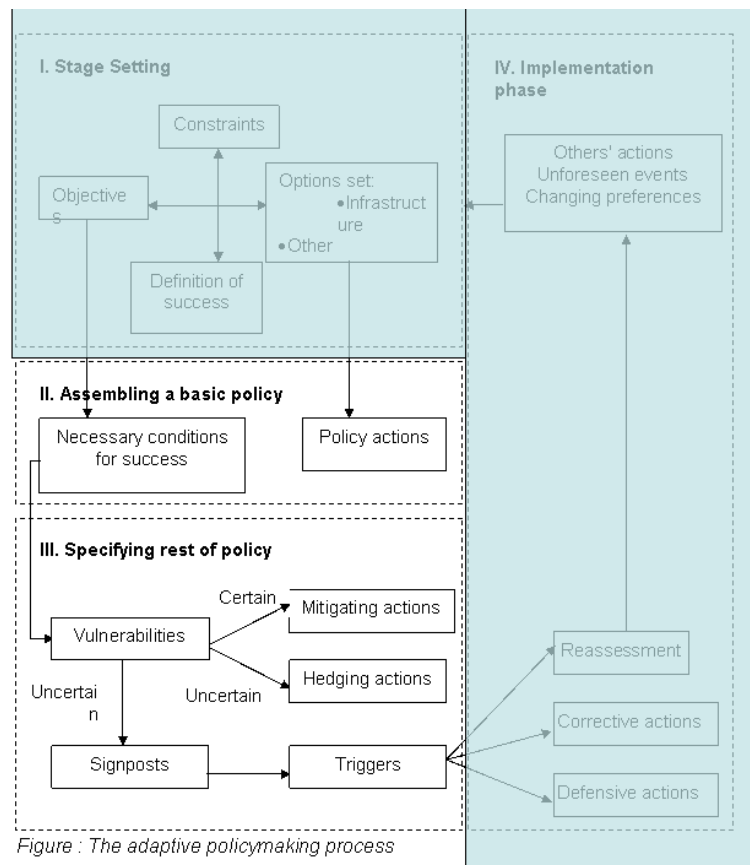 I. Stage Setting
Constraints
Objective
s
Options set:
•Infrastruct
ure
•Other
Definition of
success
IV. Implementation
phase
Others' actions
Unforeseen events
Changing preferences
II. Assembling a basic policy
Necessary conditions
for success
Policy actions
III. Specifying rest of policy
Certain
Mitigating actions
Vulnerabilities
Hedging actions
Uncertai
n
Uncertain
Signposts
Triggers
Reassessment
Corrective actions
Defensive actions
Figure : The adaptive policymaking process